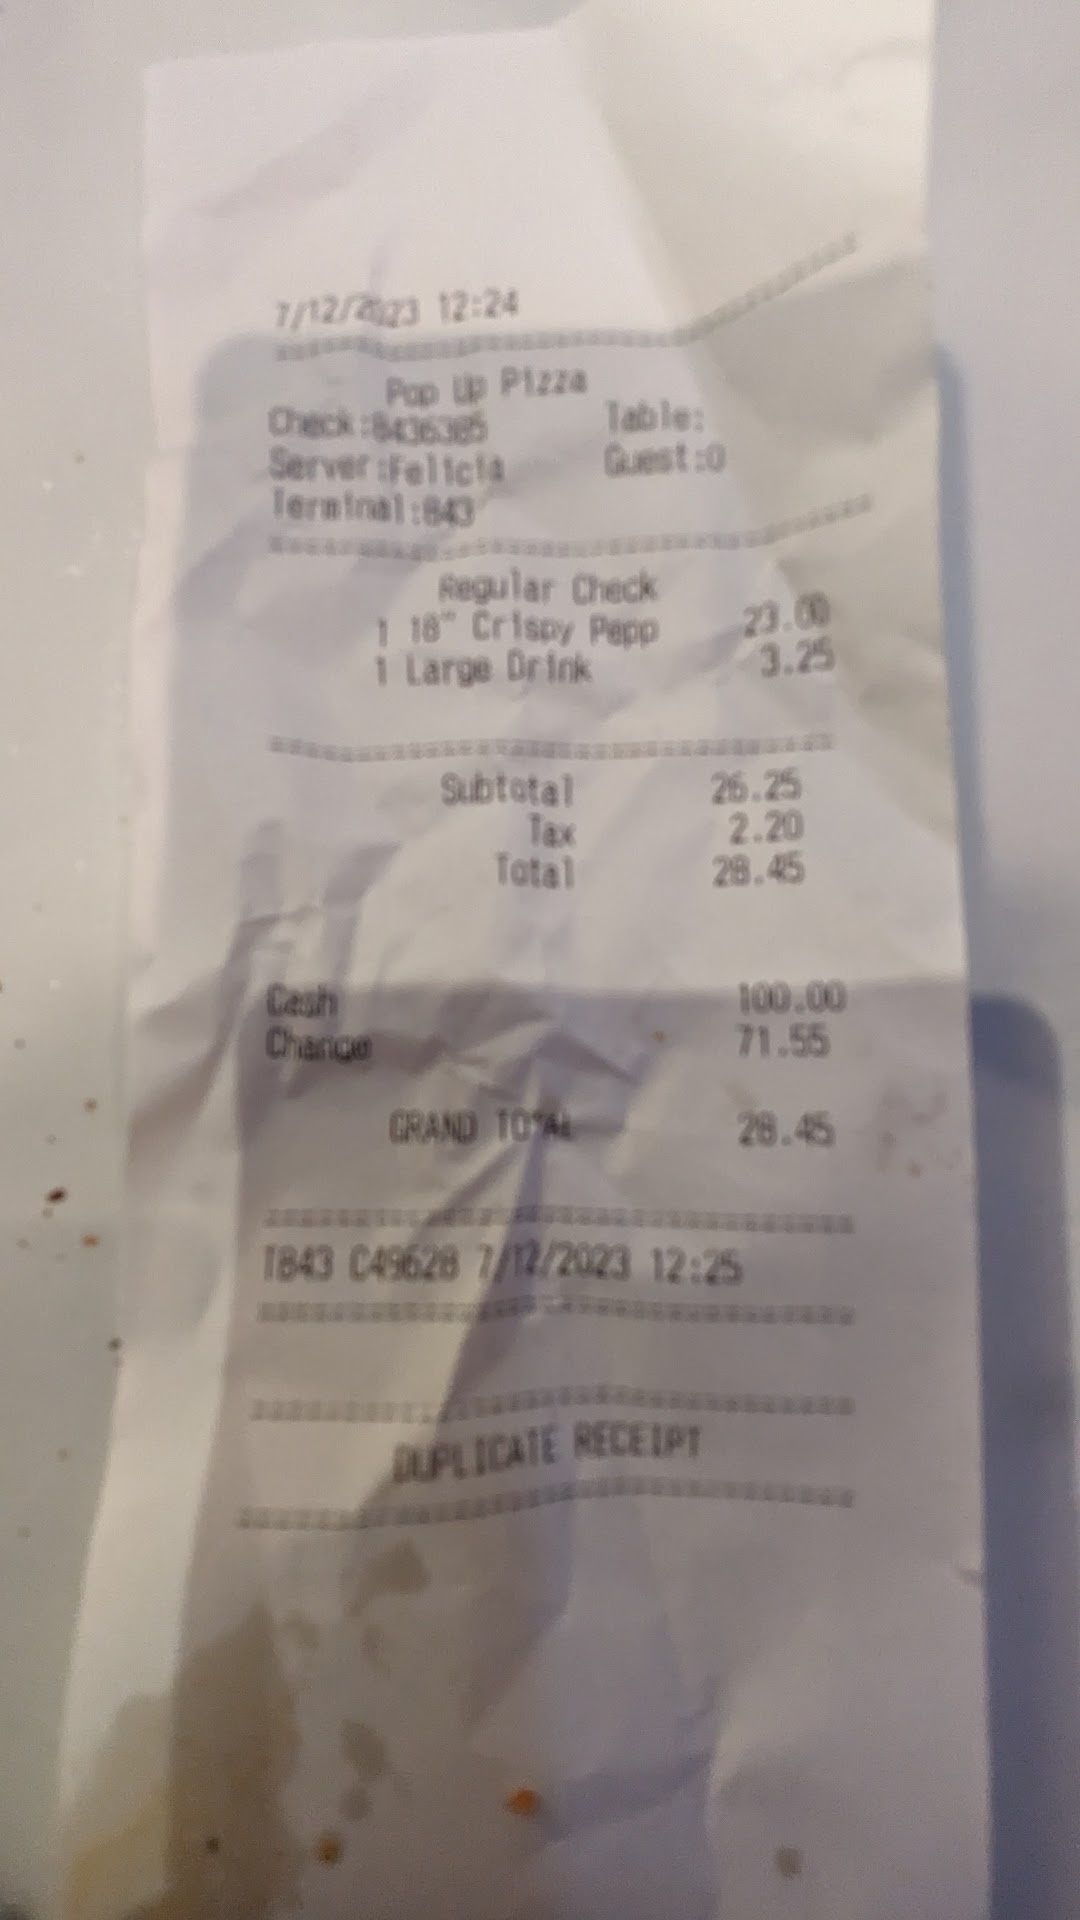 7/12/2023 12:24
Pop Up Pizza
Check:8436385 Table:
Server:Felicia Guest:0
Terminal:843
Regular Check
1 18" Crispy Pepp 23.00
1 Large Drink 3.25
Subtotal 26.25
Tax 2.20
Total 28.45
Cash 100.00
Change 71.55
GRAND TOTAL 28.45
T843 C49628 7/12/2023 12:25
DUPLICATE RECEIPT